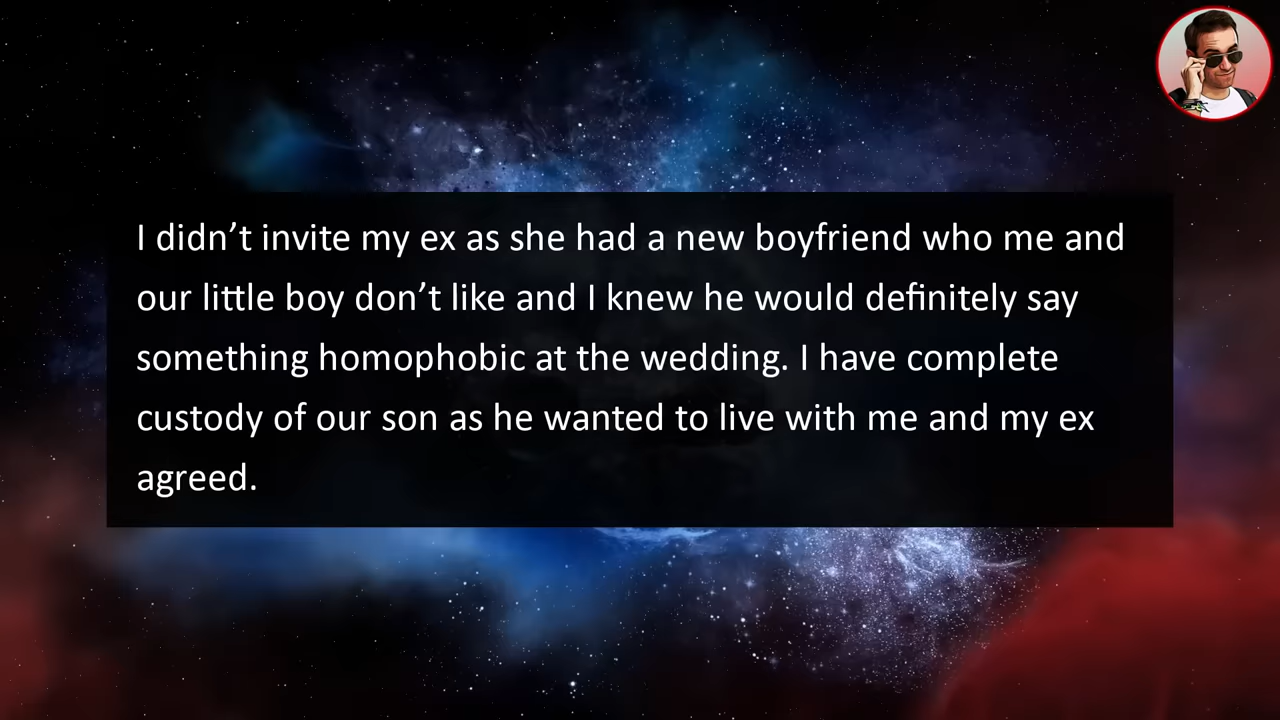 I didn’t invite my ex as she had a new boyfriend who me and
our little boy don’t like and I knew he would definitely say
something homophobic at the wedding. I have complete
custody of our son as he wanted to live with me and my ex
agreed.